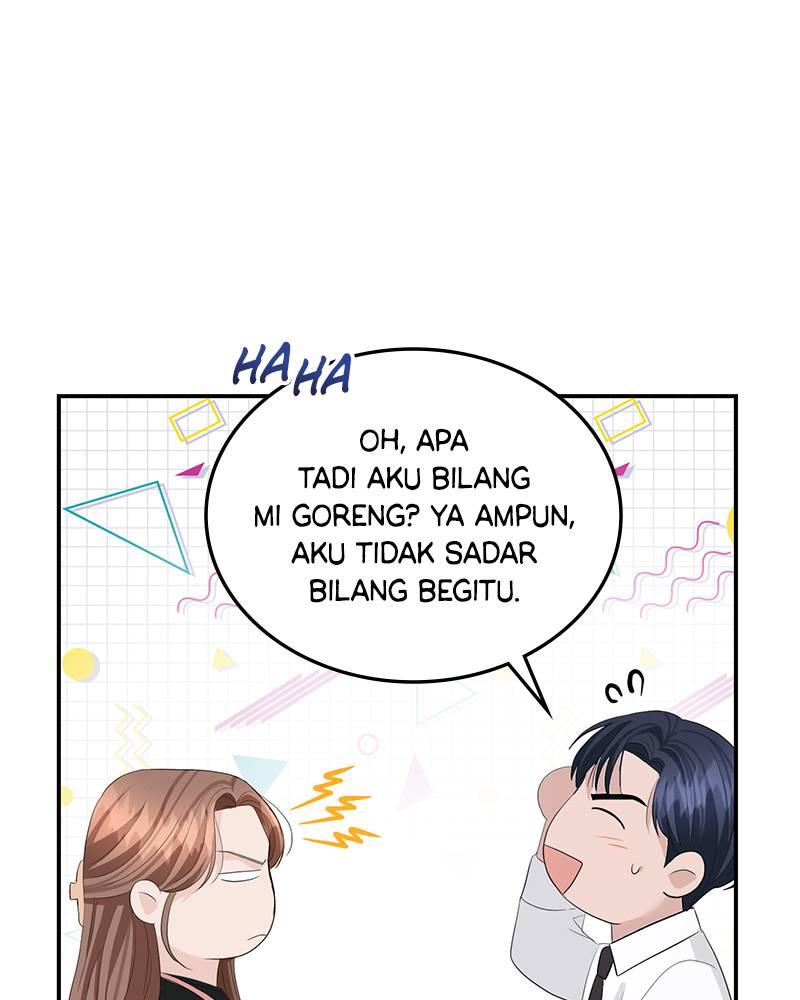 HAHA
OH, APA
TADI AKU BILANG
MI GORENG? YA AMPUN,
AKU TIDAK SADAR
BILANG BEGITU.